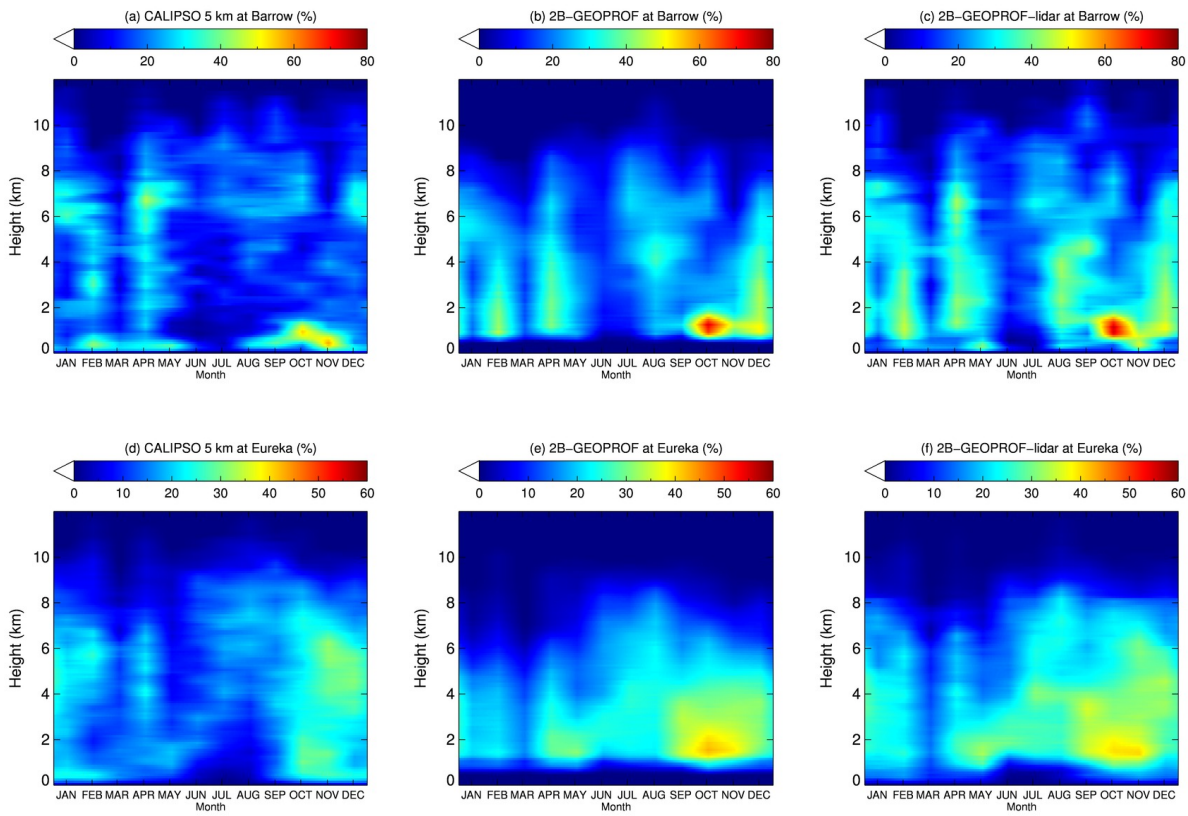 (a) CALIPSO 5 km at Barrow (%)
(b) 2B−GEOPROF at Barrow (%)
(c) 2B−GEOPROF−lidar at Barrow (%)
0 20 40 60 80
0 20 40 60 80
0 20 40 60 80
Height (km)
10
8
6
4
2
0
JAN FEB MAR APR MAY JUN JUL AUG SEP OCT NOV DEC
Month
Height (km)
10
8
6
4
2
0
JAN FEB MAR APR MAY JUN JUL AUG SEP OCT NOV DEC
Month
Height (km)
10
8
6
4
2
0
JAN FEB MAR APR MAY JUN JUL AUG SEP OCT NOV DEC
Month
(d) CALIPSO 5 km at Eureka (%)
(e) 2B−GEOPROF at Eureka (%)
(f) 2B−GEOPROF−lidar at Eureka (%)
0 10 20 30 40 50 60
0 10 20 30 40 50 60
0 10 20 30 40 50 60
Height (km)
10
8
6
4
2
0
JAN FEB MAR APR MAY JUN JUL AUG SEP OCT NOV DEC
Month
Height (km)
10
8
6
4
2
0
JAN FEB MAR APR MAY JUN JUL AUG SEP OCT NOV DEC
Month
Height (km)
10
8
6
4
2
0
JAN FEB MAR APR MAY JUN JUL AUG SEP OCT NOV DEC
Month